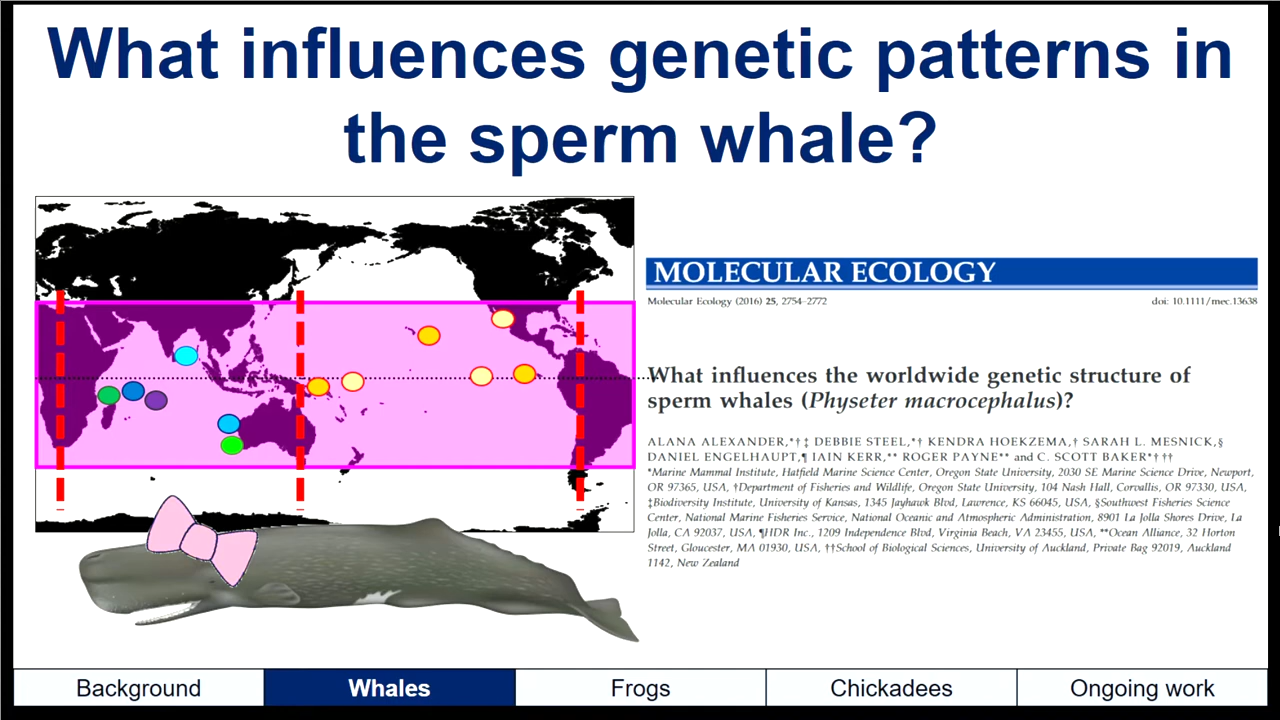 What influences genetic patterns in
the sperm whale?
MOLECULAR ECOLOGY
Molecular Ecology (2016) 25, 2754–2772
doi: 10.1111/mec.13638
What influences the worldwide genetic structure of
sperm whales (Physeter macrocephalus)?
ALANA ALEXANDER,*†‡ DEBBIE STEEL,*† KENDRA HOEKZEMA,† SARAH L. MESNICK,§
DANIEL ENGELHAUPT,¶ IAIN KERR,** ROGER PAYNE** and C. SCOTT BAKER*†††
*Marine Mammal Institute, Hatfield Marine Science Center, Oregon State University, 2030 SE Marine Science Drive, Newport,
OR 97365, USA, †Department of Fisheries and Wildlife, Oregon State University, 104 Nash Hall, Corvallis, OR 97330, USA,
‡Biodiversity Institute, University of Kansas, 1345 Jayhawk Blvd, Lawrence, KS 66045, USA, §Southwest Fisheries Science
Center, National Marine Fisheries Service, National Oceanic and Atmospheric Administration, 8901 La Jolla Shores Drive, La
Jolla, CA 92037, USA, ¶HDR Inc., 1209 Independence Blvd, Virginia Beach, VA 23455, USA, **Ocean Alliance, 32 Horton
Street, Gloucester, MA 01930, USA, ††School of Biological Sciences, University of Auckland, Private Bag 92019, Auckland
1142, New Zealand
Background
Whales
Frogs
Chickadees
Ongoing work